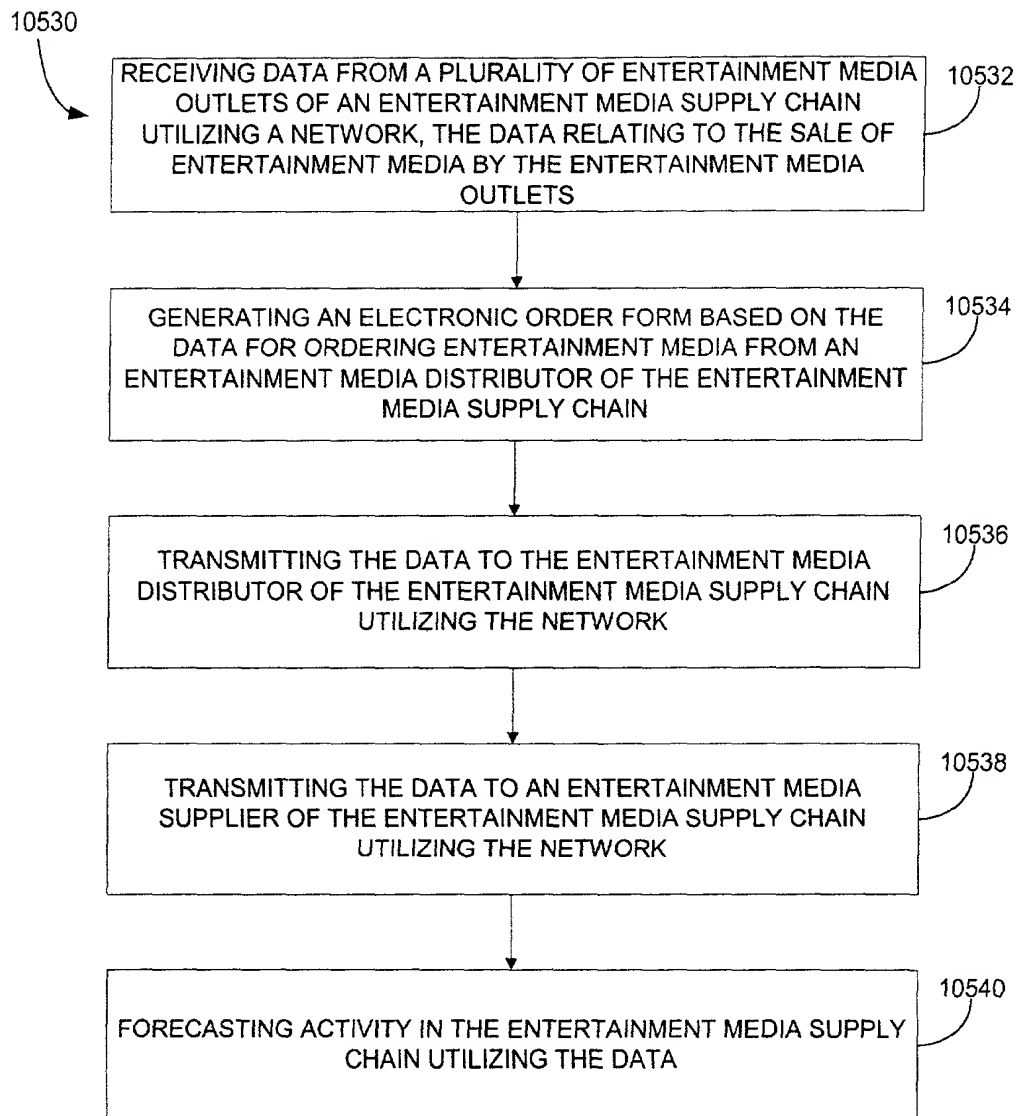 10530
RECEIVING DATA FROM A PLURALITY OF ENTERTAINMENT MEDIA
OUTLETS OF AN ENTERTAINMENT MEDIA SUPPLY CHAIN
UTILIZING A NETWORK, THE DATA RELATING TO THE SALE OF
ENTERTAINMENT MEDIA BY THE ENTERTAINMENT MEDIA
OUTLETS
10532
GENERATING AN ELECTRONIC ORDER FORM BASED ON THE
DATA FOR ORDERING ENTERTAINMENT MEDIA FROM AN
ENTERTAINMENT MEDIA DISTRIBUTOR OF THE ENTERTAINMENT
MEDIA SUPPLY CHAIN
10534
TRANSMITTING THE DATA TO THE ENTERTAINMENT MEDIA
DISTRIBUTOR OF THE ENTERTAINMENT MEDIA SUPPLY CHAIN
UTILIZING THE NETWORK
10536
TRANSMITTING THE DATA TO AN ENTERTAINMENT MEDIA
SUPPLIER OF THE ENTERTAINMENT MEDIA SUPPLY CHAIN
UTILIZING THE NETWORK
10538
FORECASTING ACTIVITY IN THE ENTERTAINMENT MEDIA SUPPLY
CHAIN UTILIZING THE DATA
10540